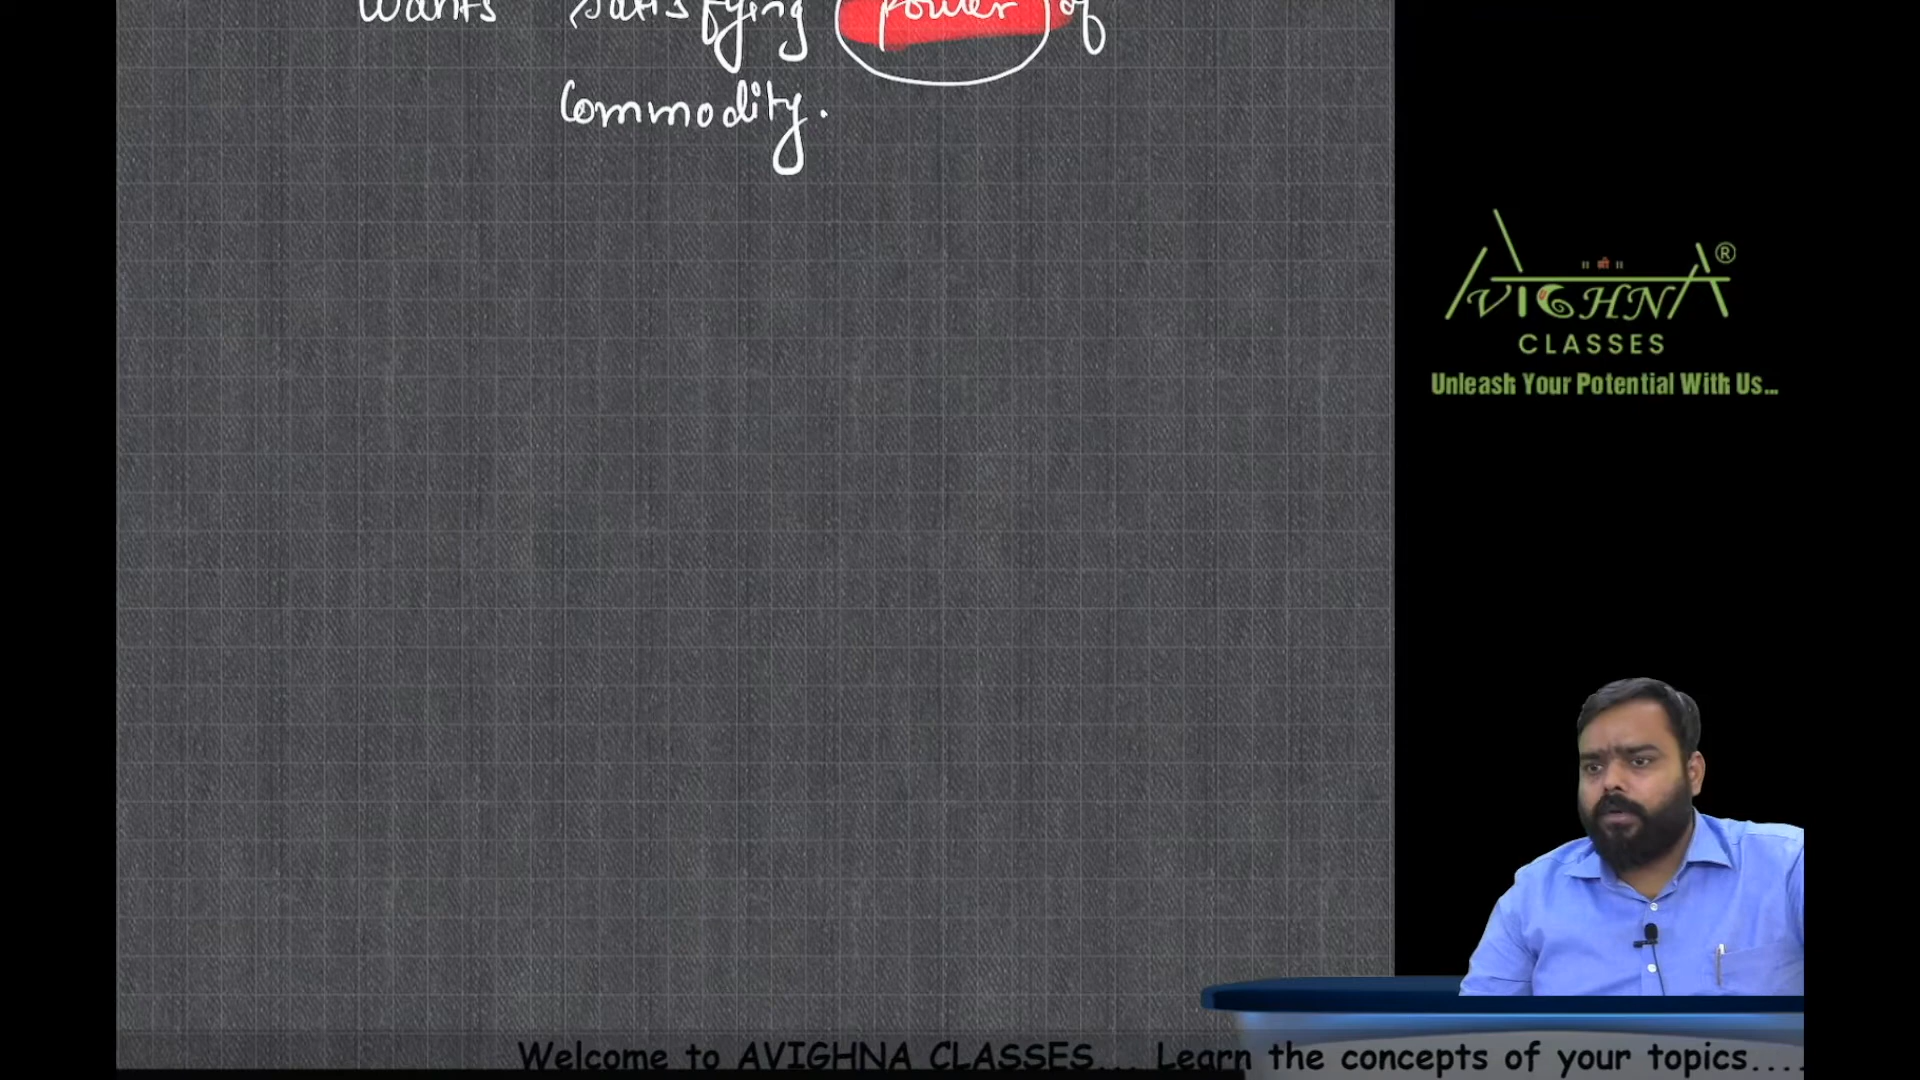 Wants satisfying power of
Commodity.
|| श्री ||
AVIGHNA®
CLASSES
Unleash Your Potential With Us...
Welcome to AVIGHNA CLASSES... Learn the concepts of your topics....